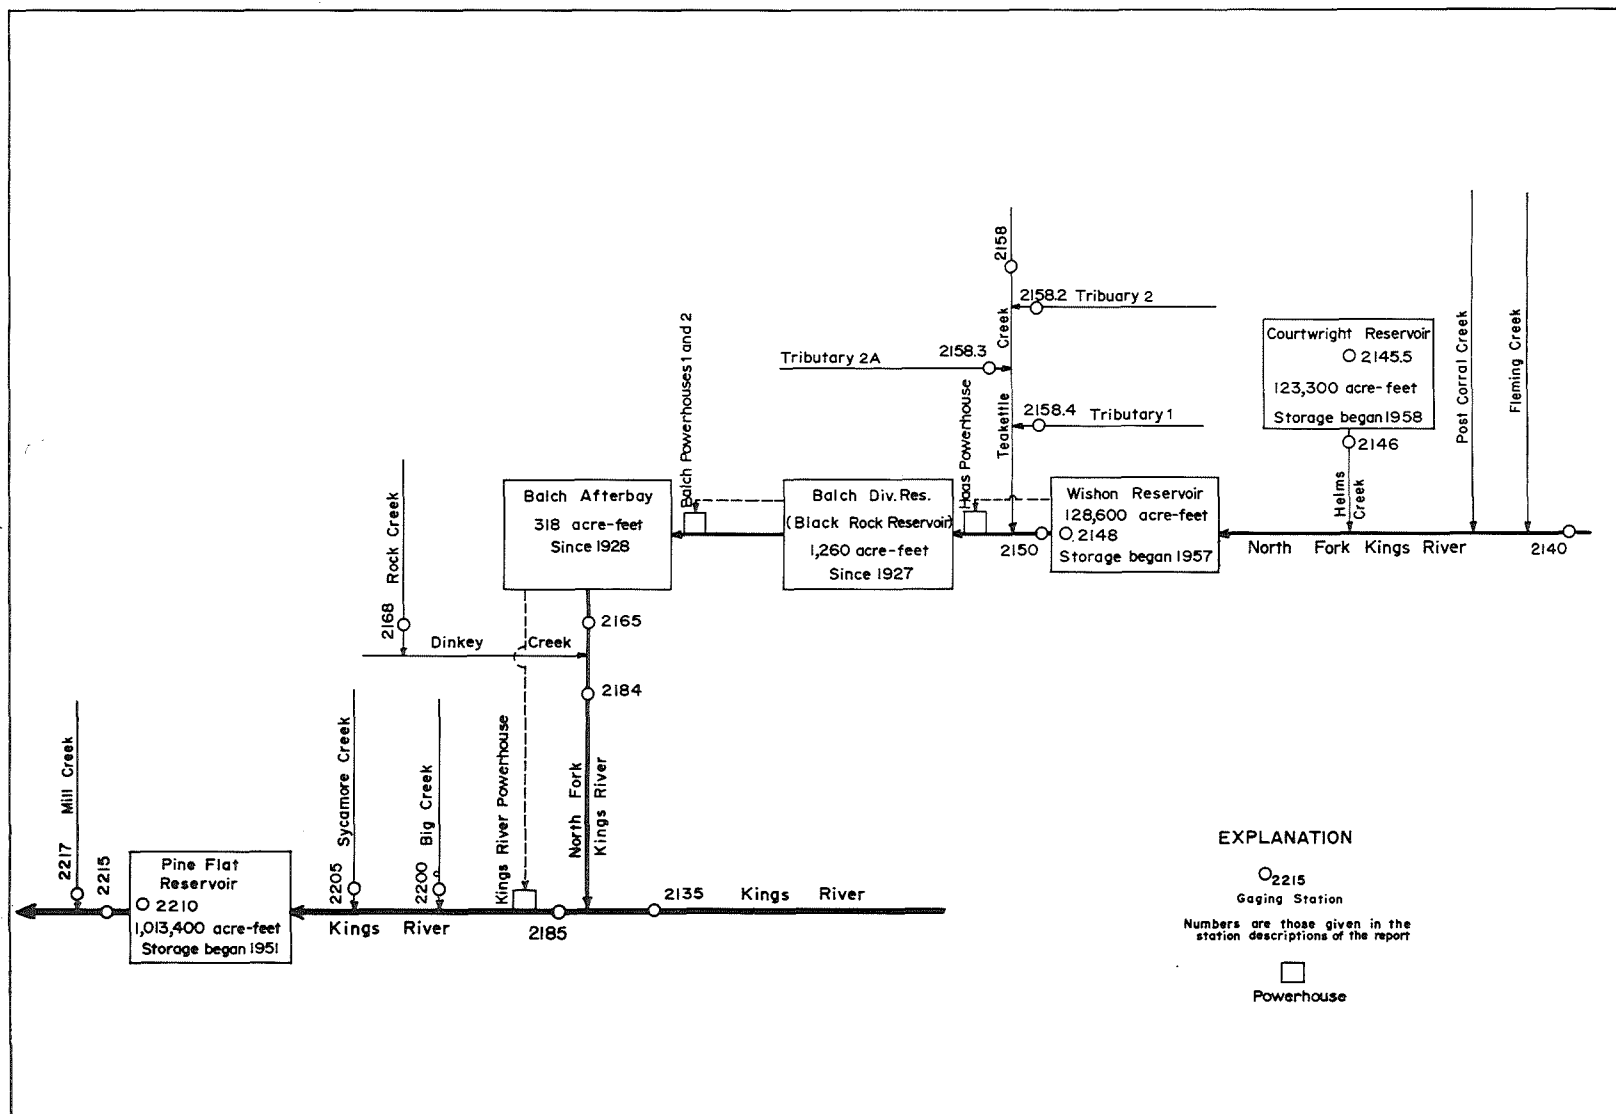 2158
Creek
Teakettle
2158.2 Tribuary 2
Tributary 2A
2158.3
2158.4 Tributary 1
Courtwright Reservoir
2145.5
123,300 acre-feet
Storage began 1958
2146
Helms
Creek
Post Corral Creek
Fleming Creek
Balch Powerhouses 1 and 2
Haas Powerhouse
Balch Afterbay
318 acre-feet
Since 1928
Balch Div. Res.
(Black Rock Reservoir)
1,260 acre-feet
Since 1927
2150
Wishon Reservoir
128,600 acre-feet
2148
Storage began 1957
North Fork Kings River
2140
Rock Creek
2168
Dinkey Creek
2165
2184
North Fork
Kings River
Mill Creek
2217
2215
Sycamore Creek
2205
Big Creek
2200
Kings River Powerhouse
Pine Flat
Reservoir
2210
1,013,400 acre-feet
Storage began 1951
Kings River
2185
2135 Kings River
EXPLANATION
2215
Gaging Station
Numbers are those given in the
station descriptions of the report
Powerhouse